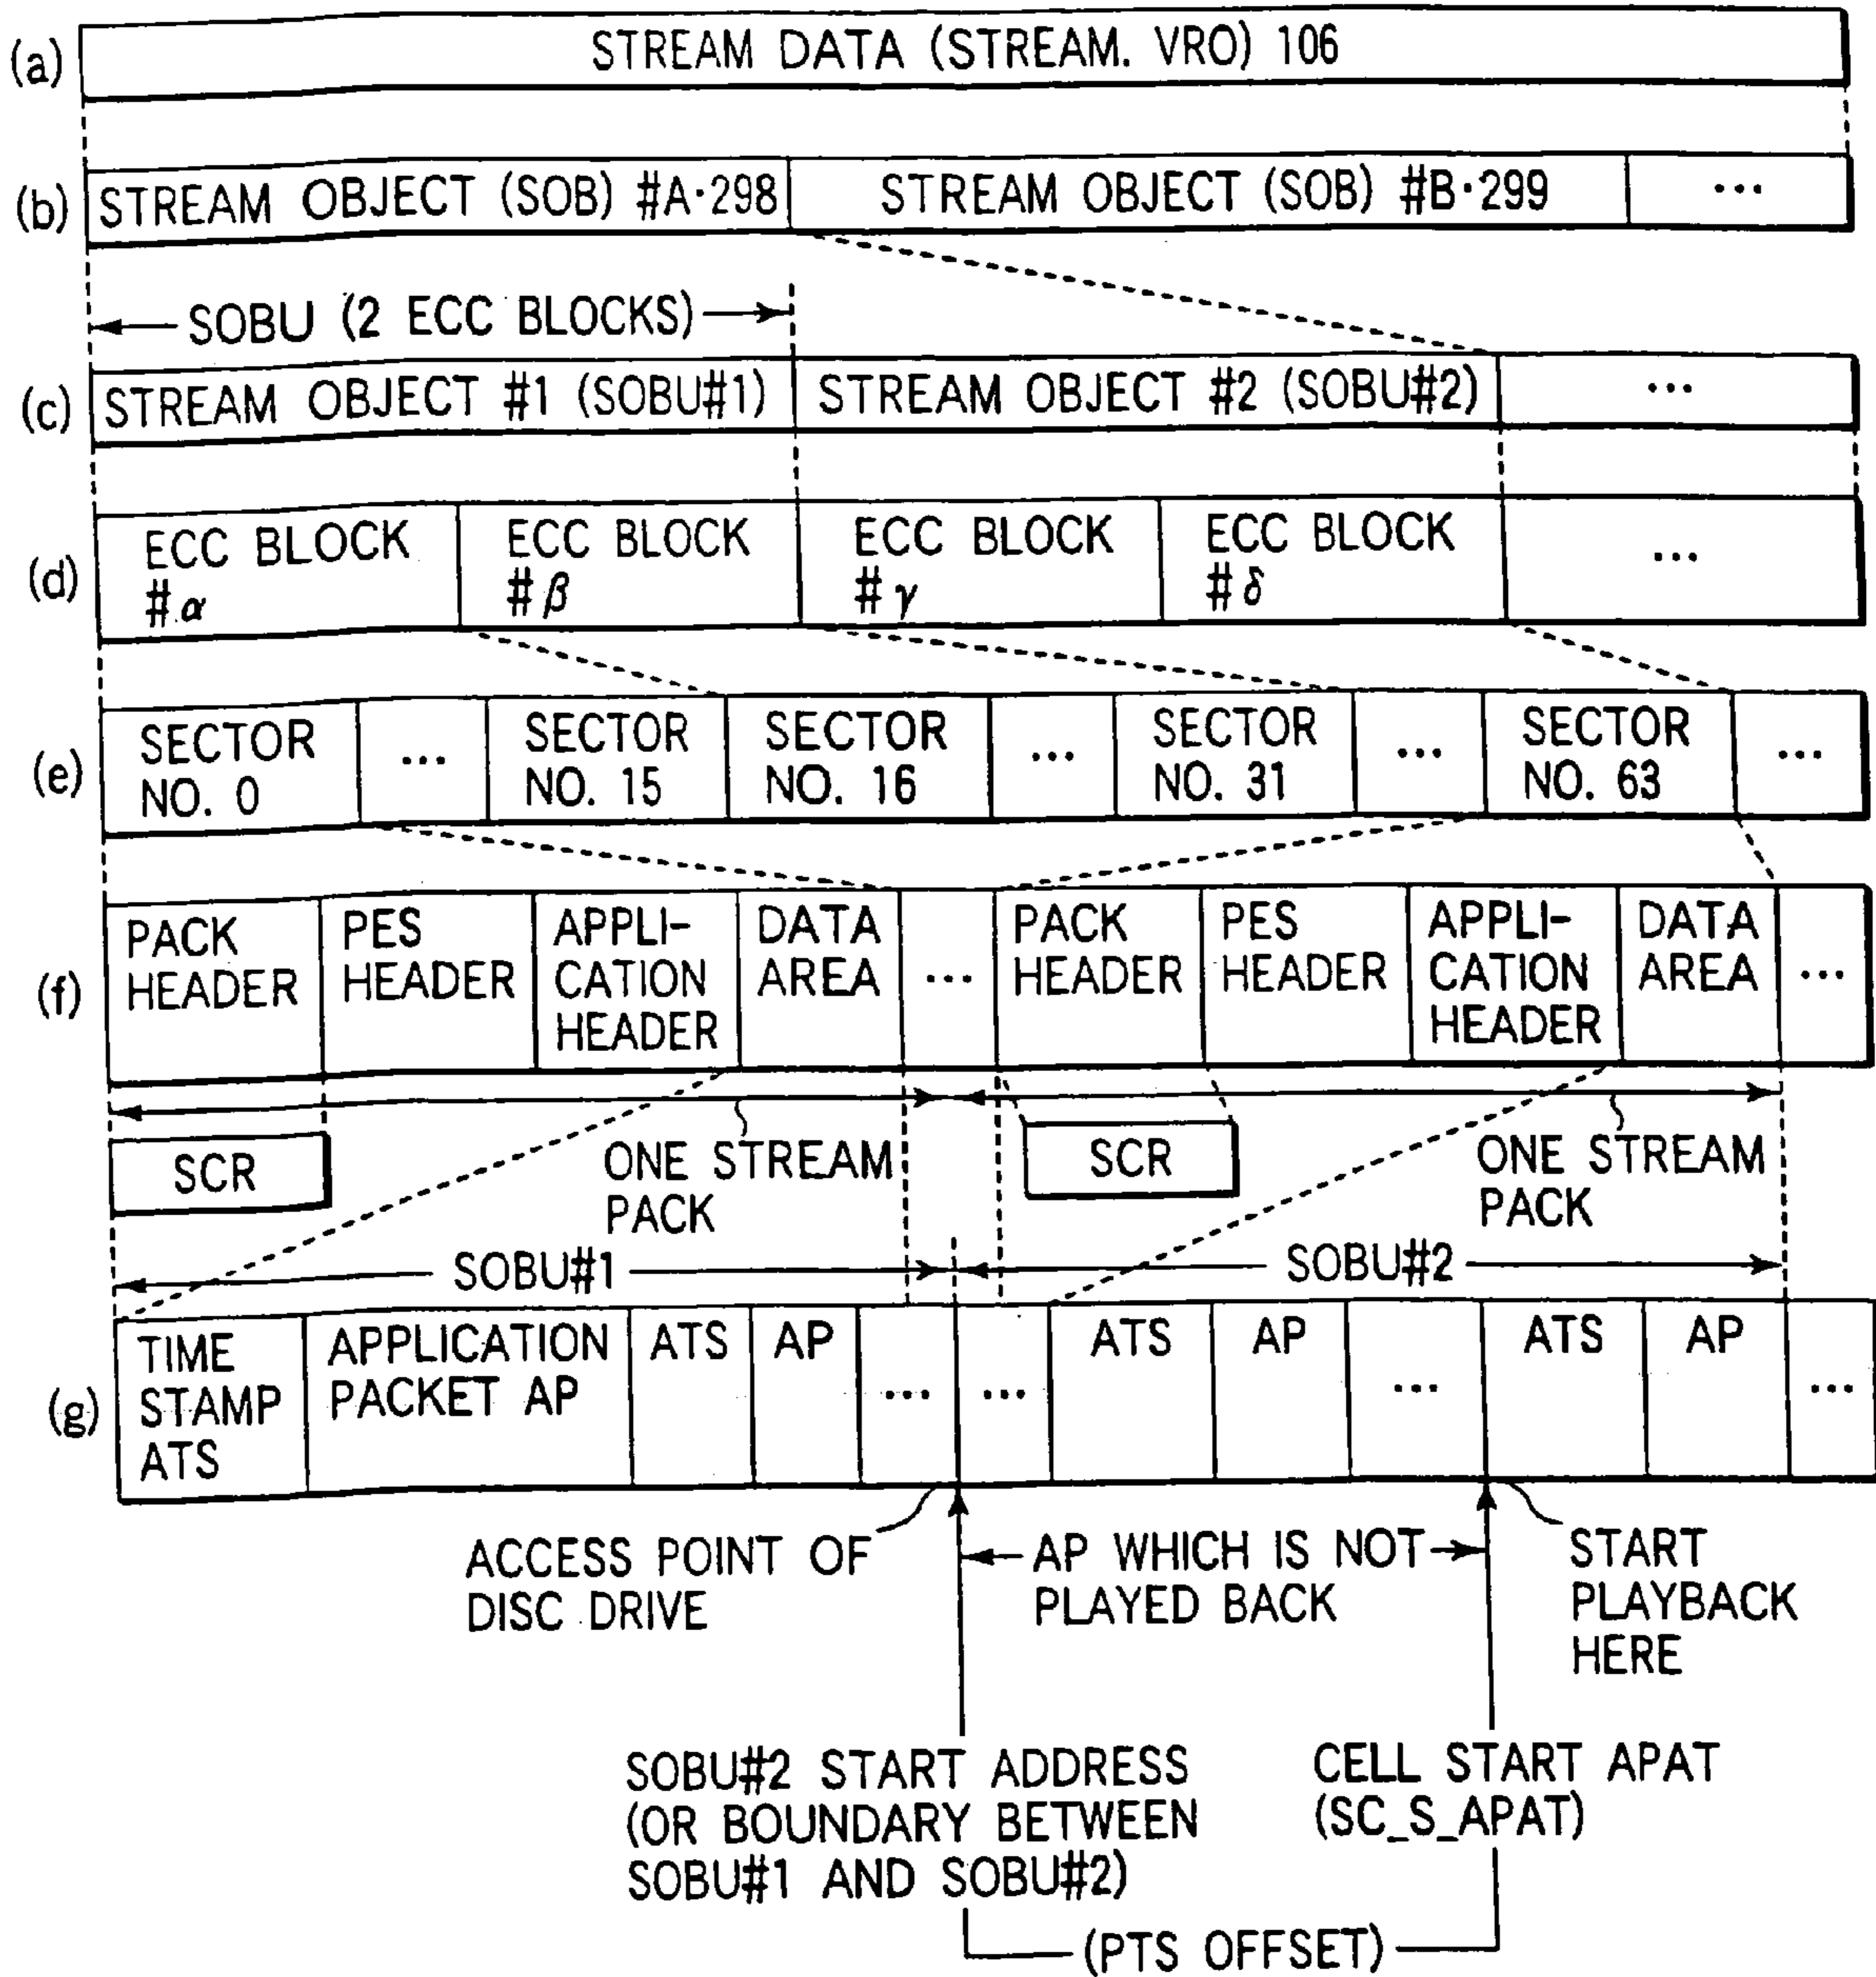 (a) STREAM DATA (STREAM. VRO) 106
(b) STREAM OBJECT (SOB) #A·298 STREAM OBJECT (SOB) #B·299 ...
SOBU (2 ECC BLOCKS)
(c) STREAM OBJECT #1 (SOBU#1) STREAM OBJECT #2 (SOBU#2) ...
(d) ECC BLOCK #α ECC BLOCK #β ECC BLOCK #γ ECC BLOCK #δ ...
(e) SECTOR NO. 0 ... SECTOR NO. 15 SECTOR NO. 16 ... SECTOR NO. 31 ... SECTOR NO. 63 ...
(f) PACK HEADER PES HEADER APPLI-CATION HEADER DATA AREA ... PACK HEADER PES HEADER APPLI-CATION HEADER DATA AREA ...
SCR
ONE STREAM
PACK
SCR
ONE STREAM
PACK
SOBU#1 SOBU#2
(g) TIME STAMP ATS APPLICATION PACKET AP ATS AP ... ... ATS AP ... ATS AP ...
ACCESS POINT OF
DISC DRIVE
AP WHICH IS NOT
PLAYED BACK
START
PLAYBACK
HERE
SOBU#2 START ADDRESS
(OR BOUNDARY BETWEEN
SOBU#1 AND SOBU#2)
CELL START APAT
(SC_S_APAT)
(PTS OFFSET)